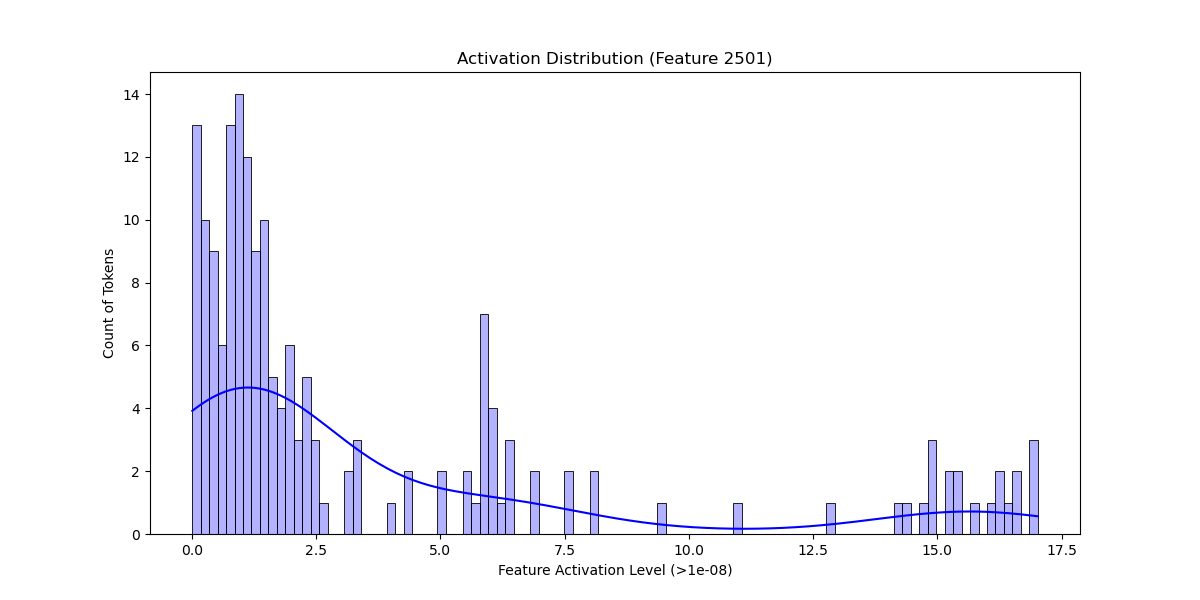 Activation Distribution (Feature 2501)
14
12
10
8
6
4
2
0
Count of Tokens
0.0 2.5 5.0 7.5 10.0 12.5 15.0 17.5
Feature Activation Level (>1e-08)